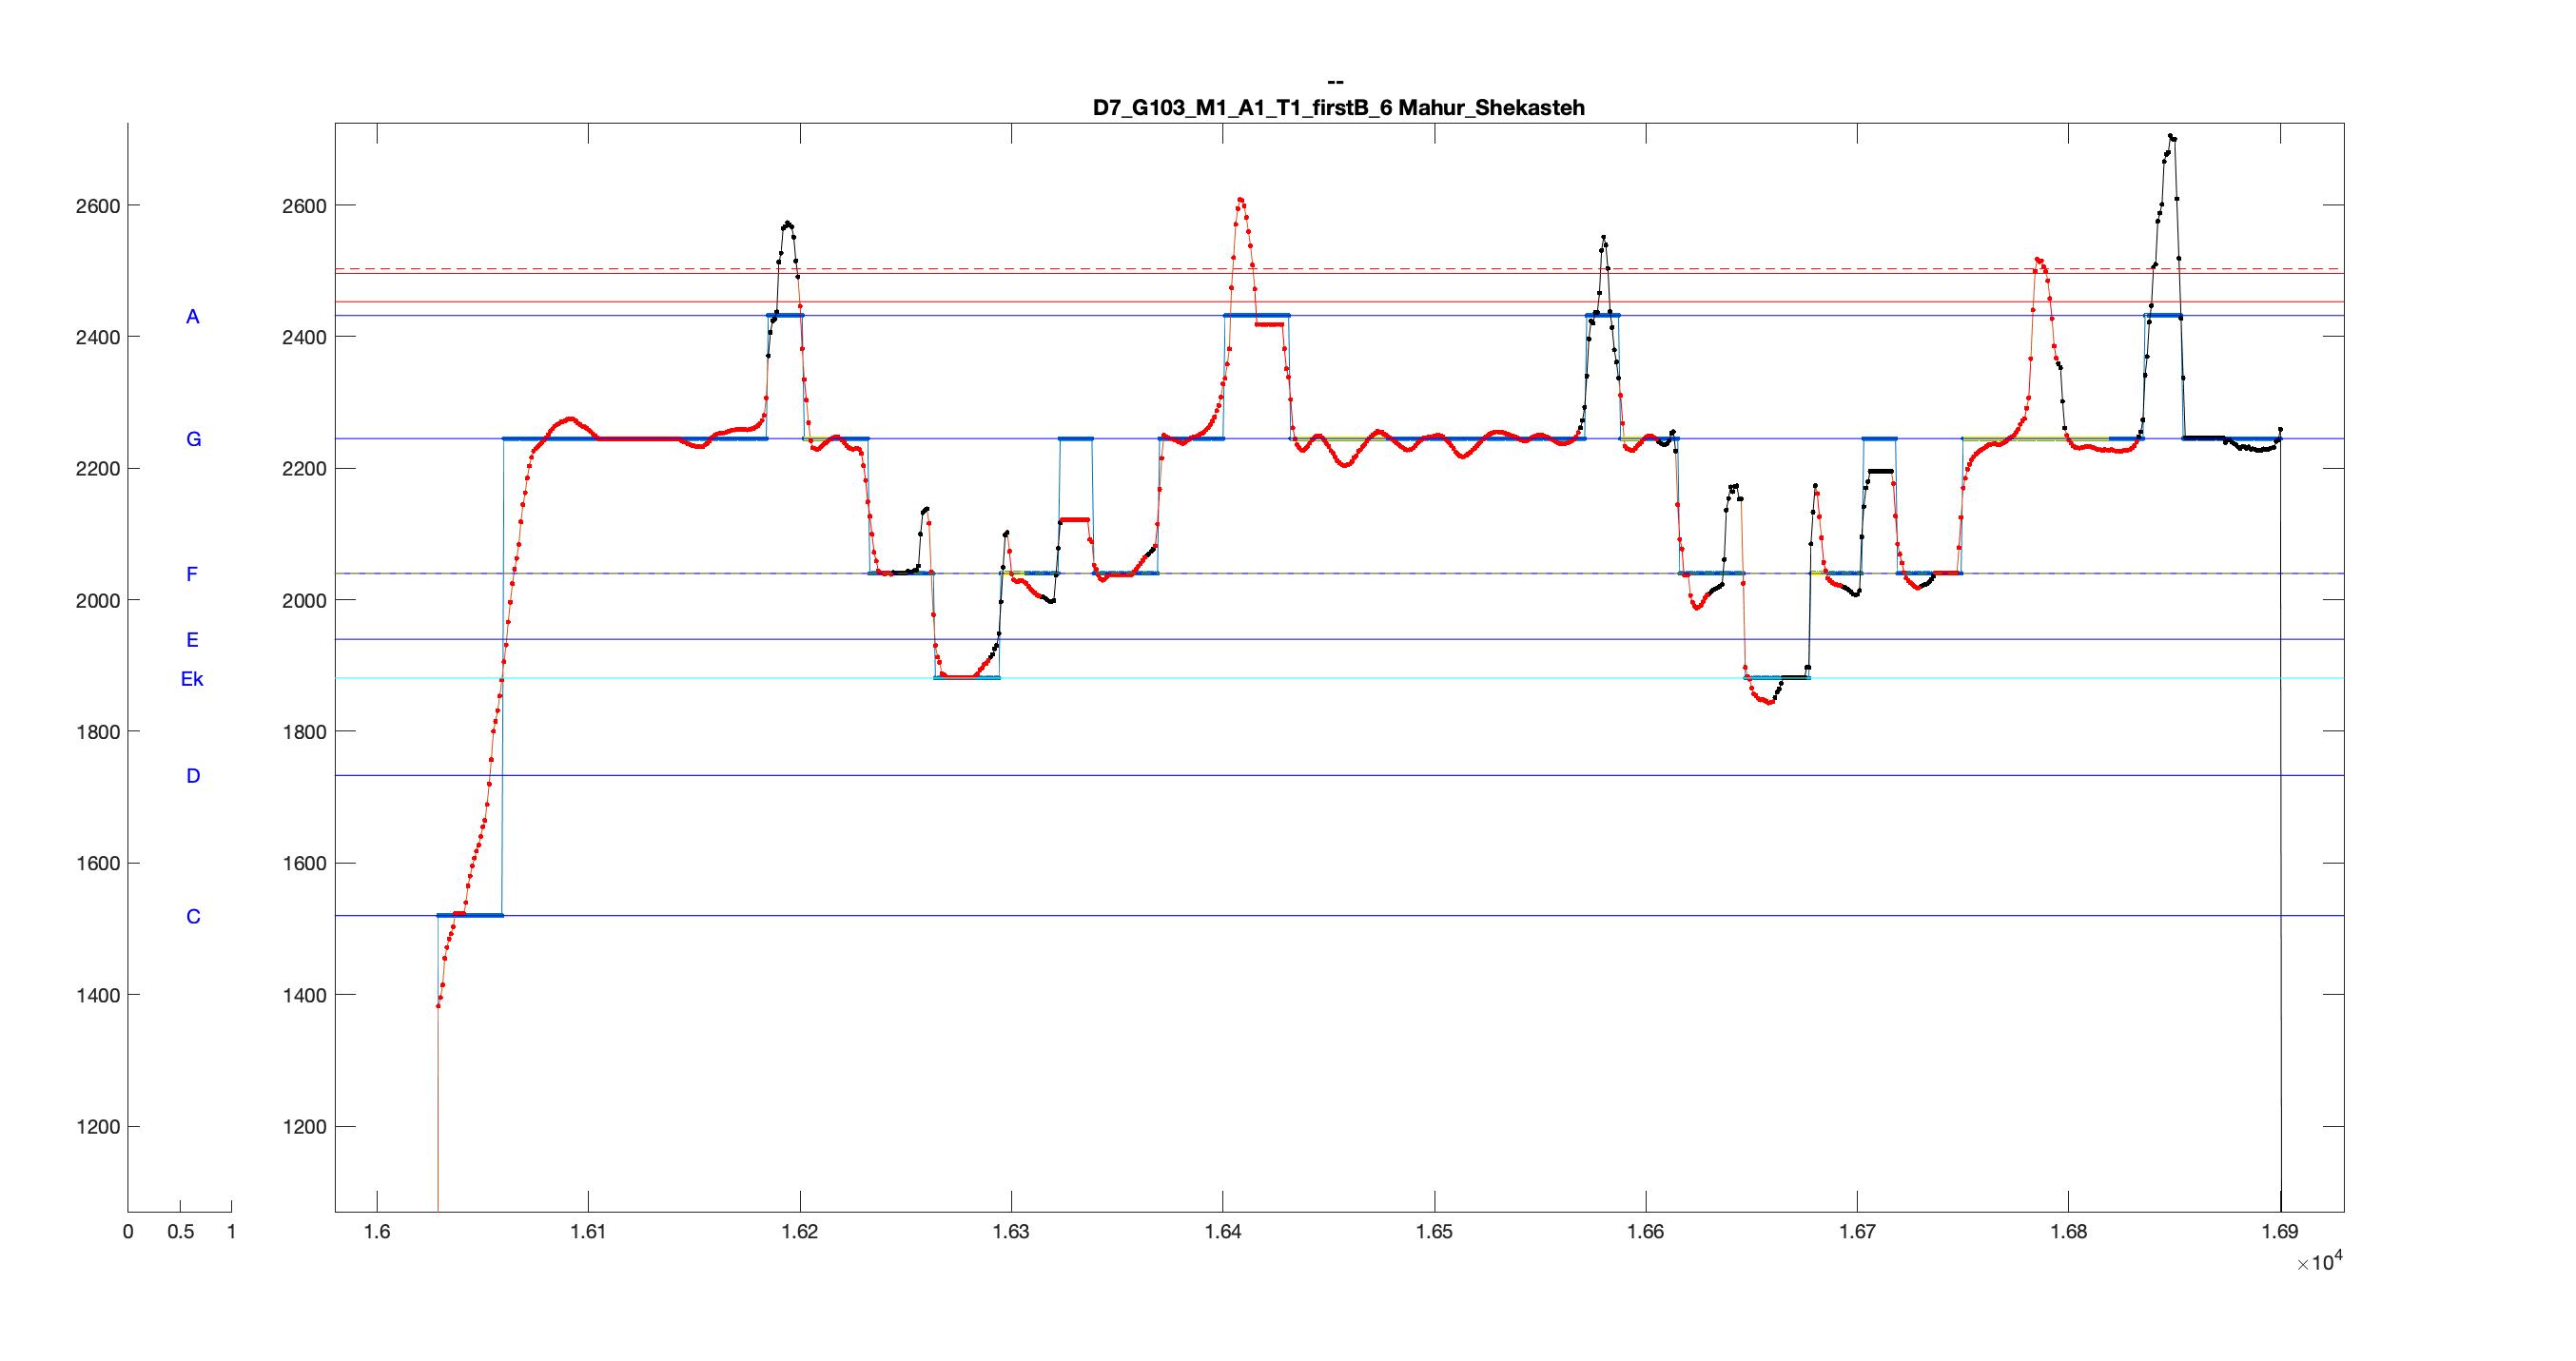 --
D7_G103_M1_A1_T1_firstB_6 Mahur_Shekasteh
2600 2600
A
2400 2400
G
2200 2200
F
2000 2000
E
Ek
1800 1800
D
1600 1600
C
1400 1400
1200 1200
0 0.5 1 1.6 1.61 1.62 1.63 1.64 1.65 1.66 1.67 1.68 1.69
×10⁴